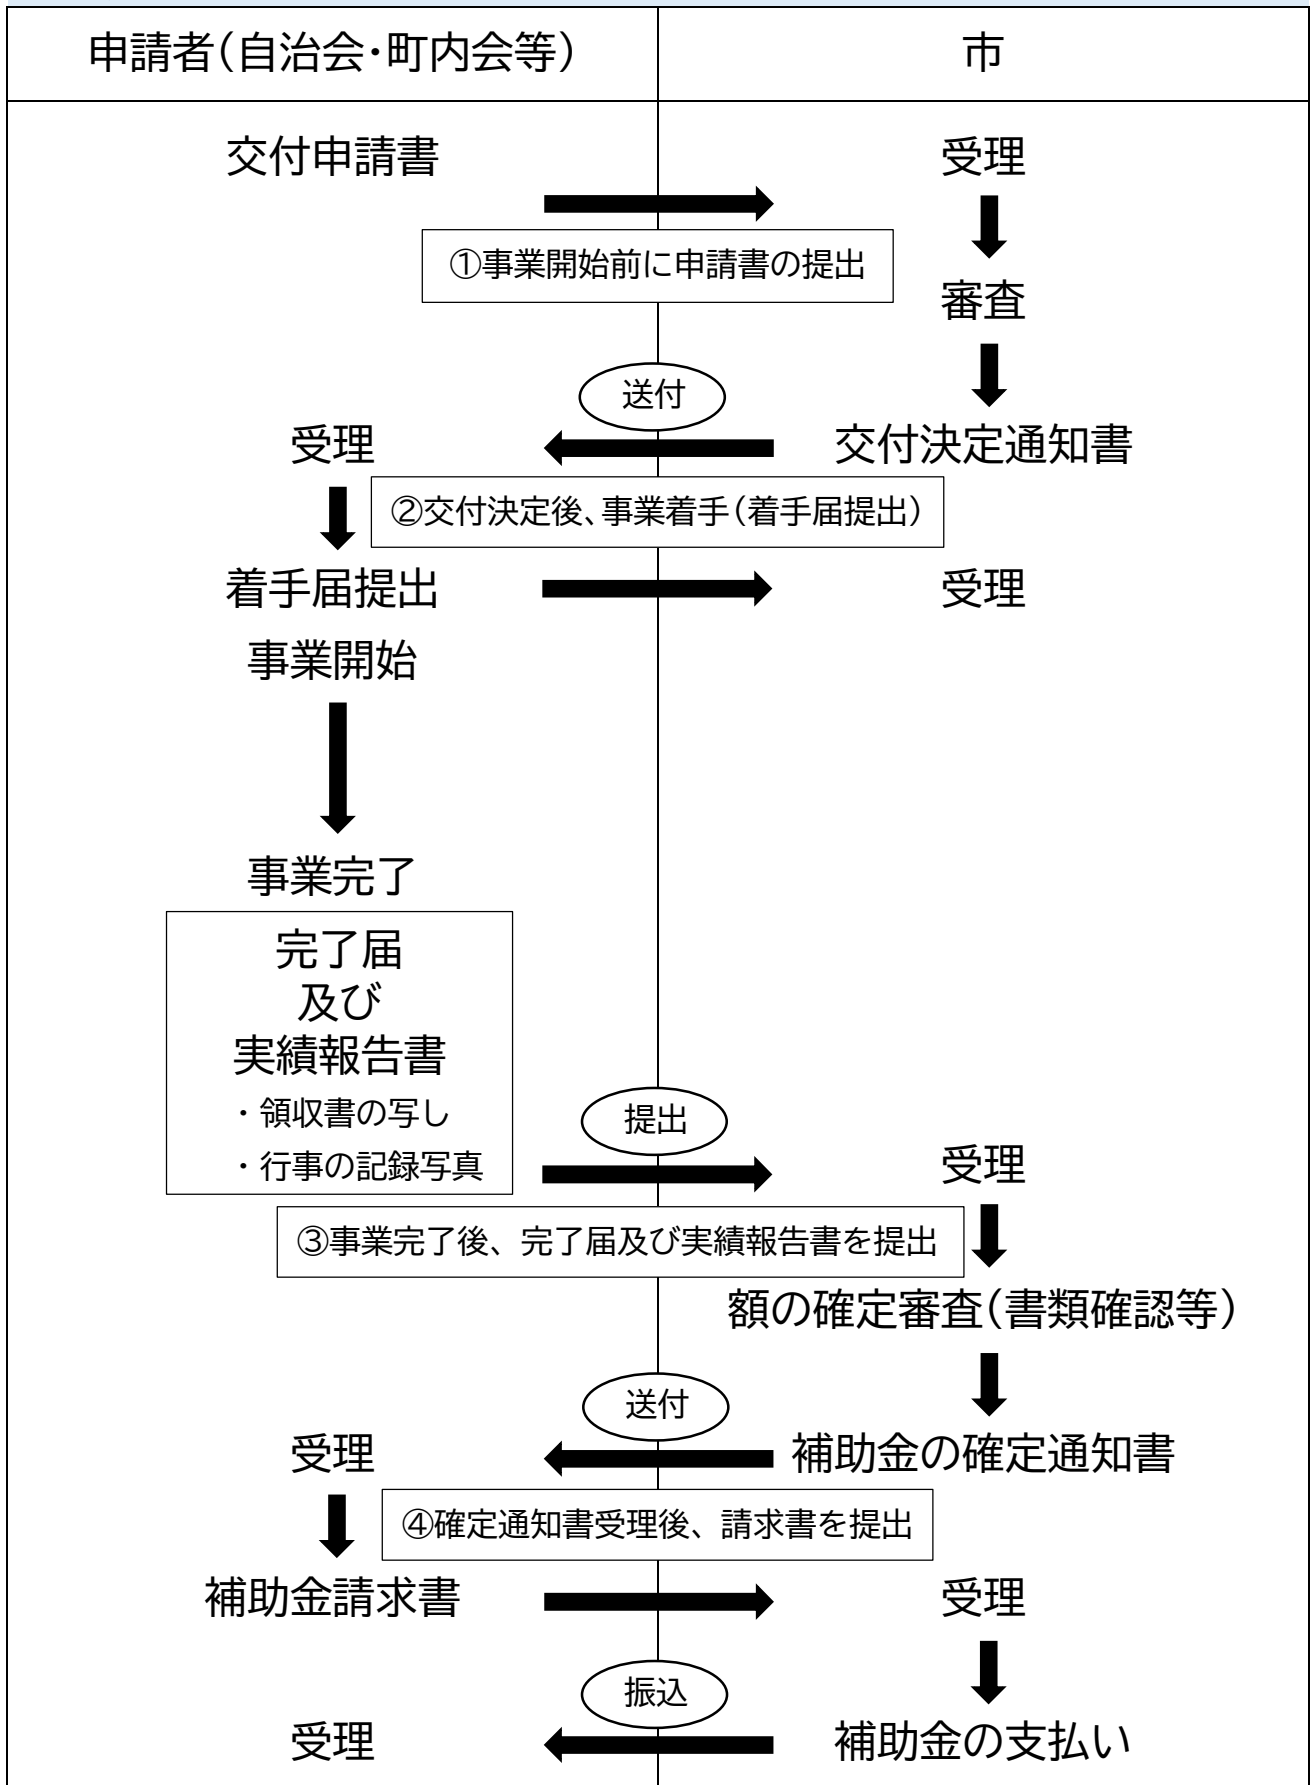 申請者(自治会・町内会等)
市
交付申請書
受理
①事業開始前に申請書の提出
審査
送付
受理
交付決定通知書
②交付決定後、事業着手(着手届提出)
着手届提出
受理
事業開始
事業完了
完了届
及び
実績報告書
・領収書の写し
・行事の記録写真
提出
受理
③事業完了後、完了届及び実績報告書を提出
額の確定審査(書類確認等)
送付
受理
補助金の確定通知書
④確定通知書受理後、請求書を提出
補助金請求書
受理
振込
受理
補助金の支払い